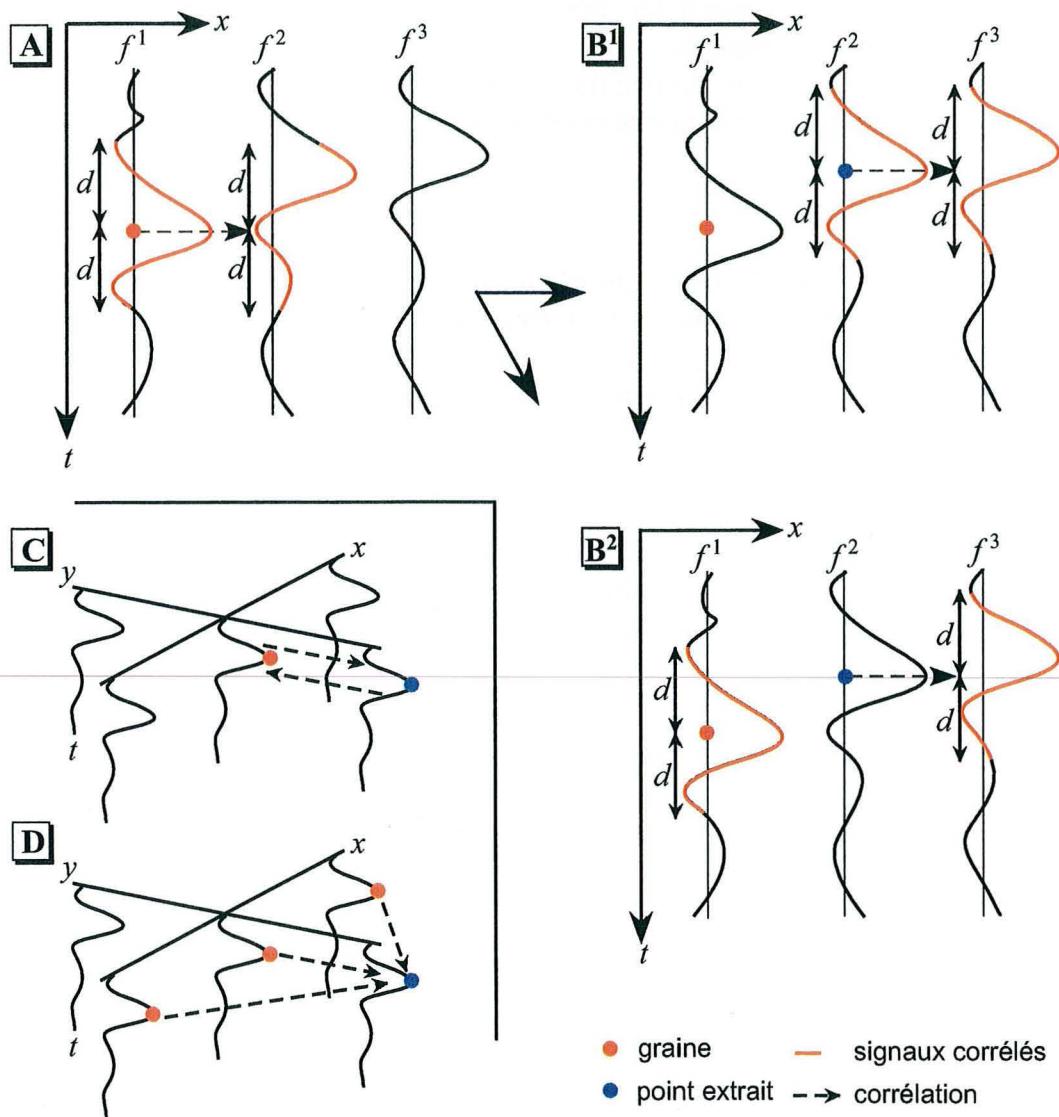 A
x
f¹ f² f³
d d
d d
t
B¹
x
f¹ f² f³
d d
d d
t
C
x
y
t
B²
x
f¹ f² f³
d
d
d
d
t
D
x
y
t
graine
signaux corrélés
point extrait
corrélation